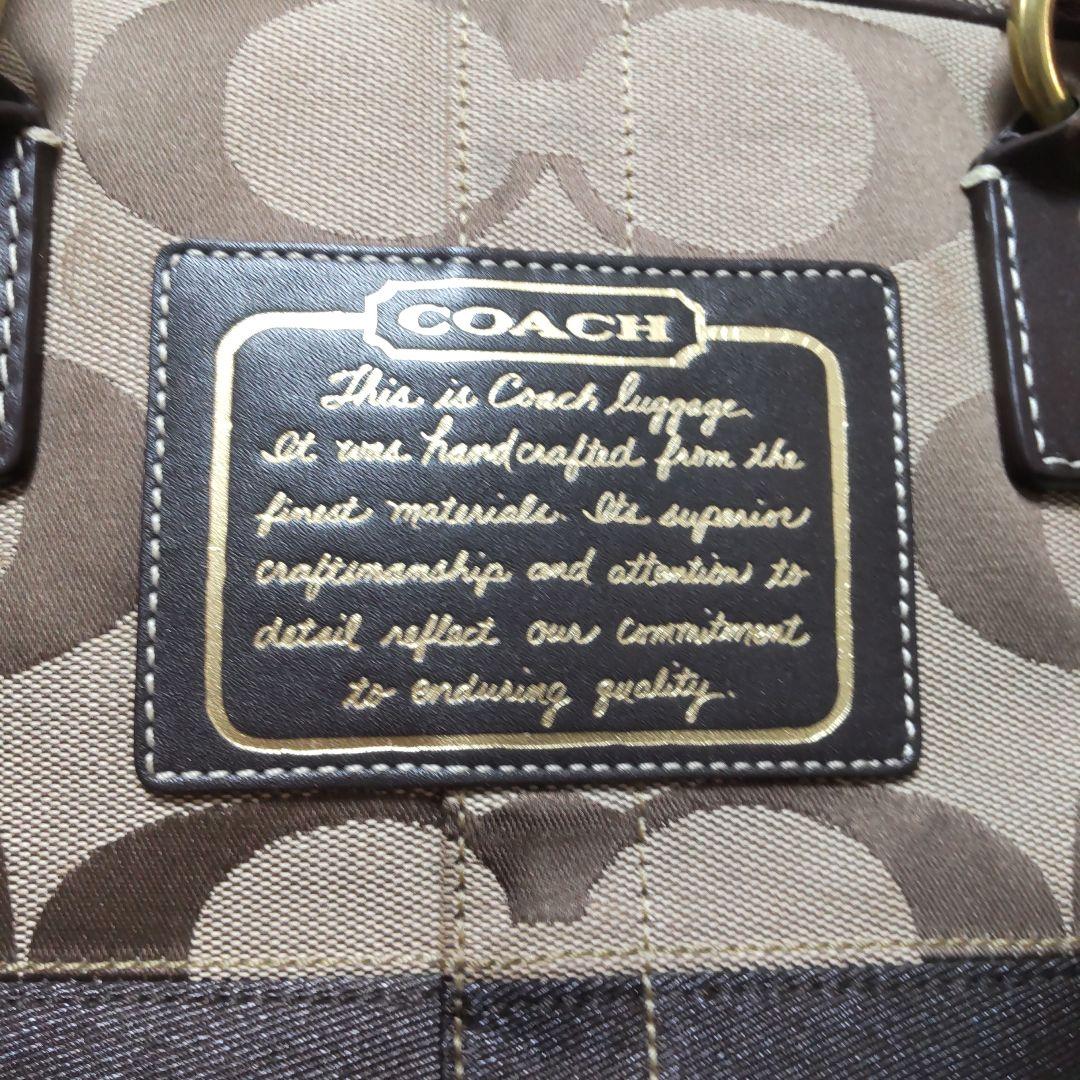 COACH
This is Coach luggage.
It was handcrafted from the
finest materials. Its superior
craftsmanship and attention to
detail reflect our commitment
to enduring quality.